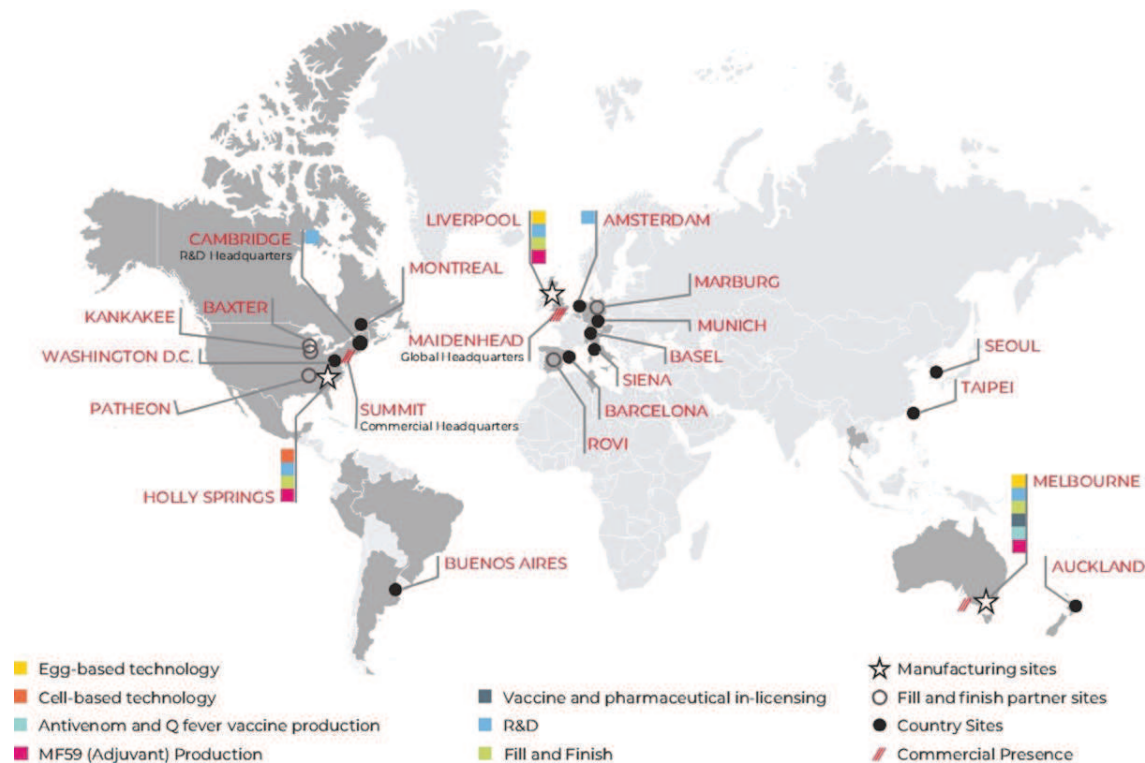 LIVERPOOL
AMSTERDAM
CAMBRIDGE
R&D Headquarters
MONTREAL
MARBURG
BAXTER
KANKAKEE
MUNICH
MAIDENHEAD
Global Headquarters
BASEL
WASHINGTON D.C.
SEOUL
SIENA
TAIPEI
PATHEON
SUMMIT
Commercial Headquarters
BARCELONA
ROVI
HOLLY SPRINGS
MELBOURNE
BUENOS AIRES
AUCKLAND
Egg-based technology
Cell-based technology
Antivenom and Q fever vaccine production
MF59 (Adjuvant) Production
Vaccine and pharmaceutical in-licensing
R&D
Fill and Finish
Manufacturing sites
Fill and finish partner sites
Country Sites
Commercial Presence